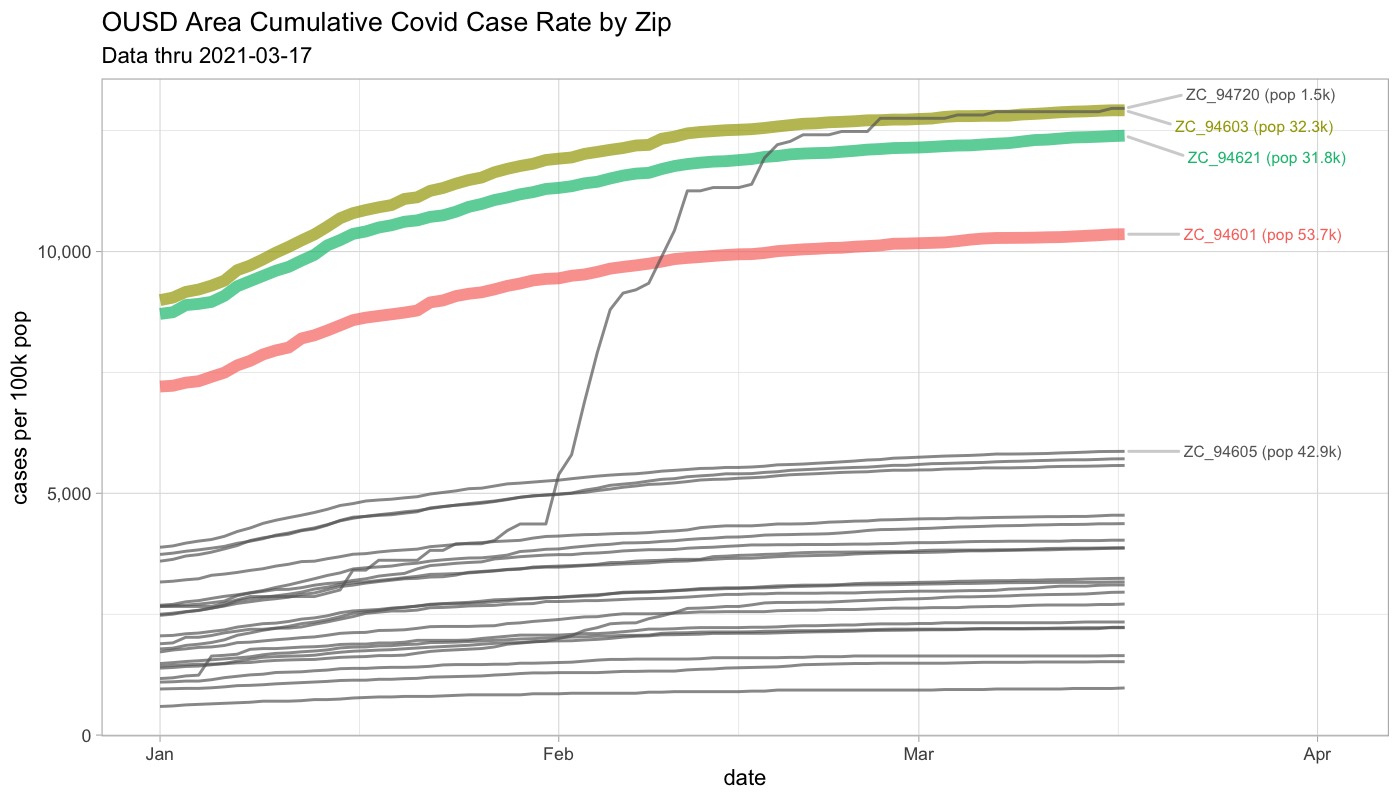 OUSD Area Cumulative Covid Case Rate by Zip
Data thru 2021-03-17
ZC_94720 (pop 1.5k)
ZC_94603 (pop 32.3k)
ZC_94621 (pop 31.8k)
ZC_94601 (pop 53.7k)
ZC_94605 (pop 42.9k)
cases per 100k pop
10,000
5,000
0
Jan Feb Mar Apr
date